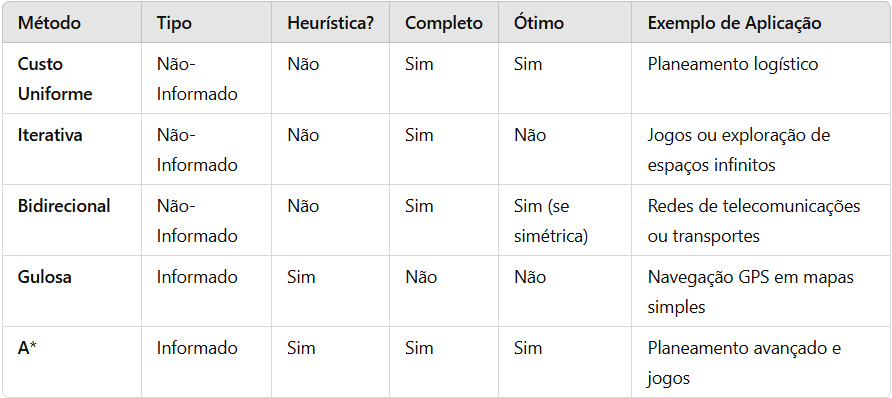 Método Tipo Heurística? Completo Ótimo Exemplo de Aplicação
Custo Uniforme Não-Informado Não Sim Sim Planeamento logístico
Iterativa Não-Informado Não Sim Não Jogos ou exploração de espaços infinitos
Bidirecional Não-Informado Não Sim Sim (se simétrica) Redes de telecomunicações ou transportes
Gulosa Informado Sim Não Não Navegação GPS em mapas simples
A* Informado Sim Sim Sim Planeamento avançado e jogos